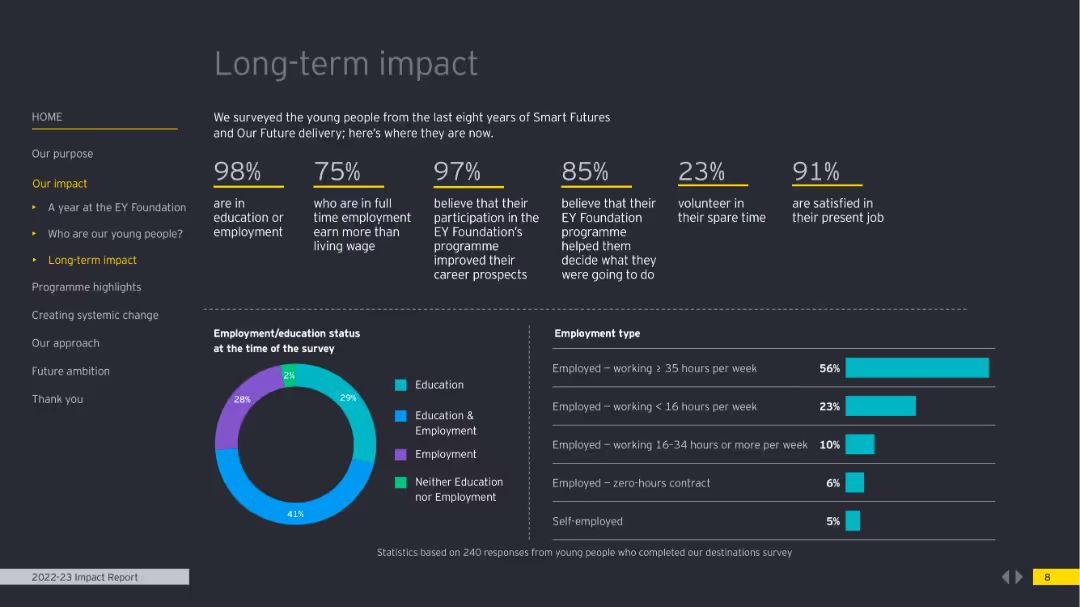 Long-term impact
HOME
Our purpose
Our impact
A year at the EY Foundation
Who are our young people?
Long-term impact
Programme highlights
Creating systemic change
Our approach
Future ambition
Thank you
We surveyed the young people from the last eight years of Smart Futures
and Our Future delivery; here's where they are now.
98%
are in
education or
employment
75%
who are in full
time employment
earn more than
living wage
97%
believe that their
participation in the
EY Foundation's
programme
improved their
career prospects
85%
believe that their
EY Foundation
programme
helped them
decide what they
were going to do
23%
volunteer in
their spare time
91%
are satisfied in
their present job
Employment/education status
at the time of the survey
2%
29%
28%
41%
Education
Education &
Employment
Employment
Neither Education
nor Employment
Employment type
Employed – working ≥ 35 hours per week 56%
Employed – working < 16 hours per week 23%
Employed – working 16–34 hours or more per week 10%
Employed – zero-hours contract 6%
Self-employed 5%
Statistics based on 240 responses from young people who completed our destinations survey
2022-23 Impact Report
8